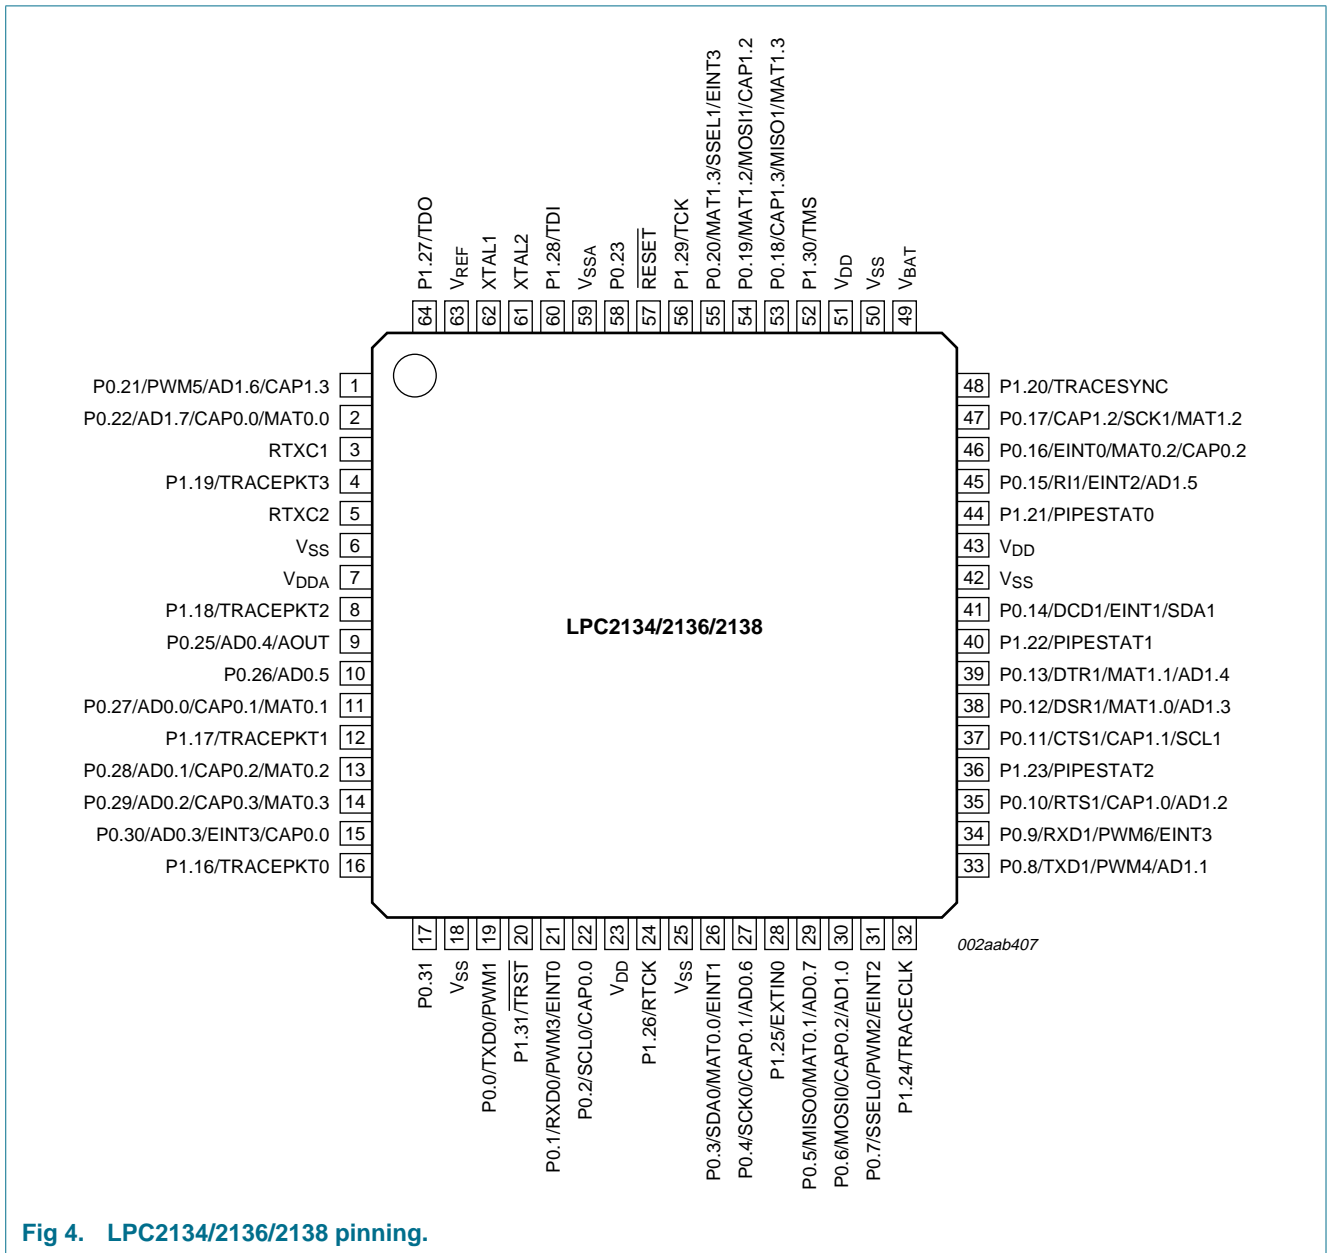 P1.27/TDO
VREF
XTAL1
XTAL2
P1.28/TDI
VSSA
P0.23
RESET
P1.29/TCK
P0.20/MAT1.3/SSEL1/EINT3
P0.19/MAT1.2/MOSI1/CAP1.2
P0.18/CAP1.3/MISO1/MAT1.3
P1.30/TMS
VDD
VSS
VBAT
64 63 62 61 60 59 58 57 56 55 54 53 52 51 50 49
P0.21/PWM5/AD1.6/CAP1.3 1
P0.22/AD1.7/CAP0.0/MAT0.0 2
RTXC1 3
P1.19/TRACEPKT3 4
RTXC2 5
VSS 6
VDDA 7
P1.18/TRACEPKT2 8
P0.25/AD0.4/AOUT 9
P0.26/AD0.5 10
P0.27/AD0.0/CAP0.1/MAT0.1 11
P1.17/TRACEPKT1 12
P0.28/AD0.1/CAP0.2/MAT0.2 13
P0.29/AD0.2/CAP0.3/MAT0.3 14
P0.30/AD0.3/EINT3/CAP0.0 15
P1.16/TRACEPKT0 16
LPC2134/2136/2138
48 P1.20/TRACESYNC
47 P0.17/CAP1.2/SCK1/MAT1.2
46 P0.16/EINT0/MAT0.2/CAP0.2
45 P0.15/RI1/EINT2/AD1.5
44 P1.21/PIPESTAT0
43 VDD
42 VSS
41 P0.14/DCD1/EINT1/SDA1
40 P1.22/PIPESTAT1
39 P0.13/DTR1/MAT1.1/AD1.4
38 P0.12/DSR1/MAT1.0/AD1.3
37 P0.11/CTS1/CAP1.1/SCL1
36 P1.23/PIPESTAT2
35 P0.10/RTS1/CAP1.0/AD1.2
34 P0.9/RXD1/PWM6/EINT3
33 P0.8/TXD1/PWM4/AD1.1
17 18 19 20 21 22 23 24 25 26 27 28 29 30 31 32
P0.31
VSS
P0.0/TXD0/PWM1
P1.31/TRST
P0.1/RXD0/PWM3/EINT0
P0.2/SCL0/CAP0.0
VDD
P1.26/RTCK
VSS
P0.3/SDA0/MAT0.0/EINT1
P0.4/SCK0/CAP0.1/AD0.6
P1.25/EXTIN0
P0.5/MISO0/MAT0.1/AD0.7
P0.6/MOSI0/CAP0.2/AD1.0
P0.7/SSEL0/PWM2/EINT2
P1.24/TRACECLK
002aab407
Fig 4. LPC2134/2136/2138 pinning.